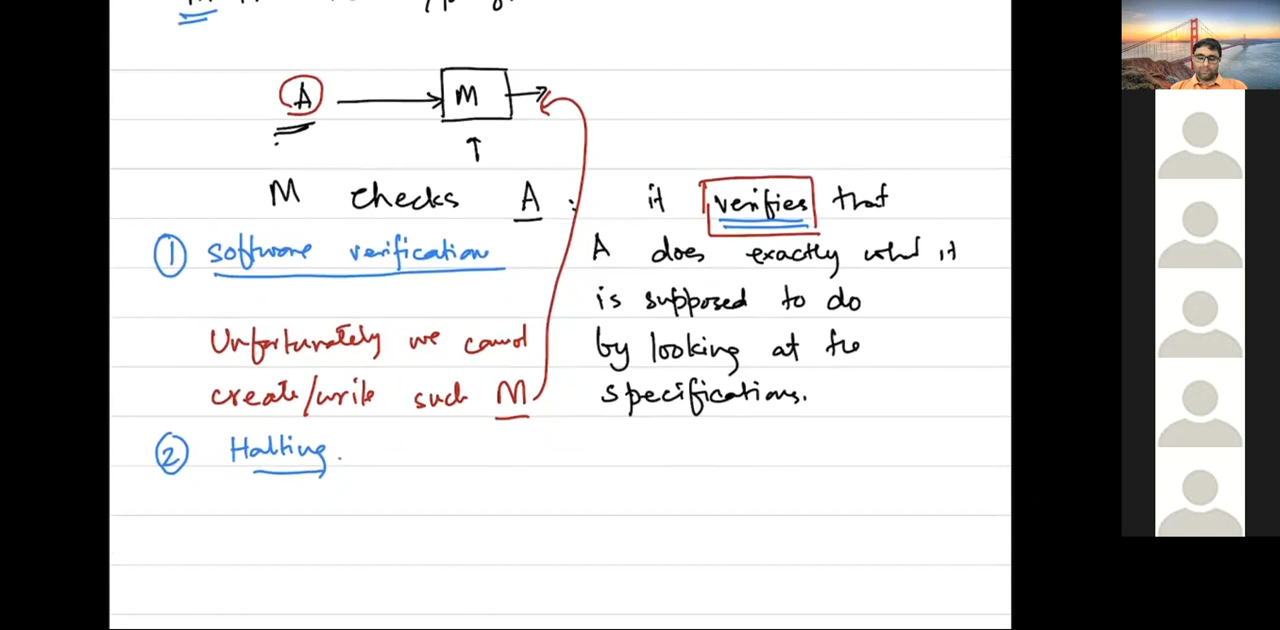 A → M →
↑
M checks A : it verifies that
① software verification A does exactly what it
is supposed to do
Unfortunately we cannot by looking at the
create/write such M specifications.
② Halting.